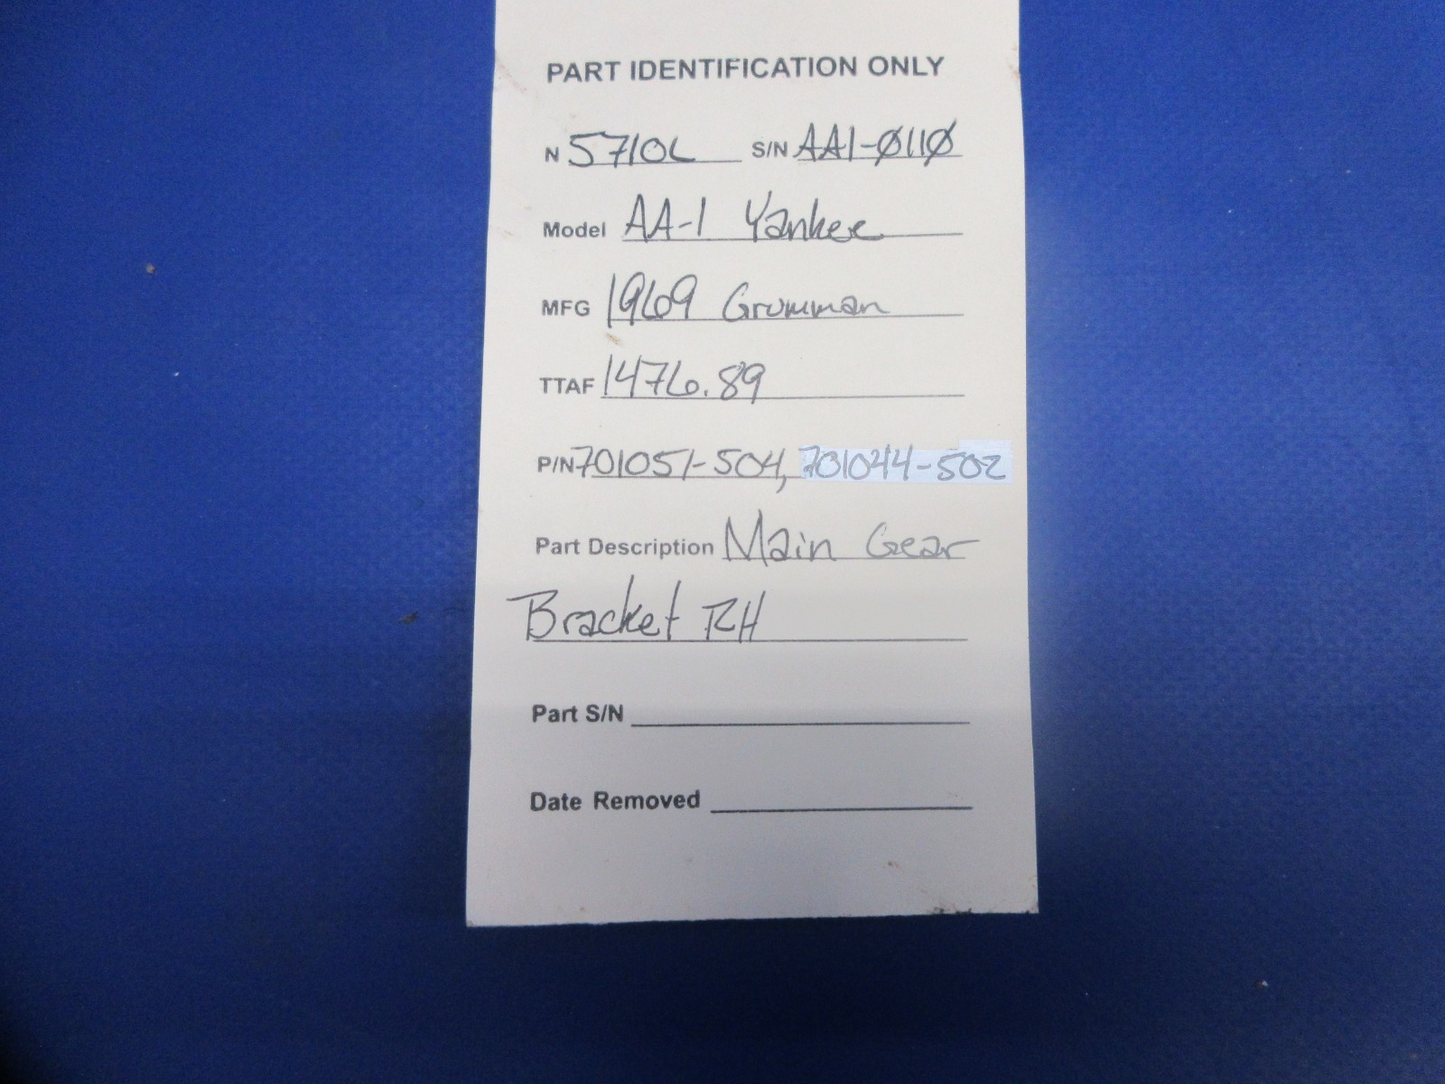 PART IDENTIFICATION ONLY
N 5710L S/N AA1-Ø11Ø
Model AA-1 Yankee
MFG 1969 Grumman
TTAF 1476.89
P/N 701051-504, 701044-502
Part Description Main Gear
Bracket RH
Part S/N
Date Removed